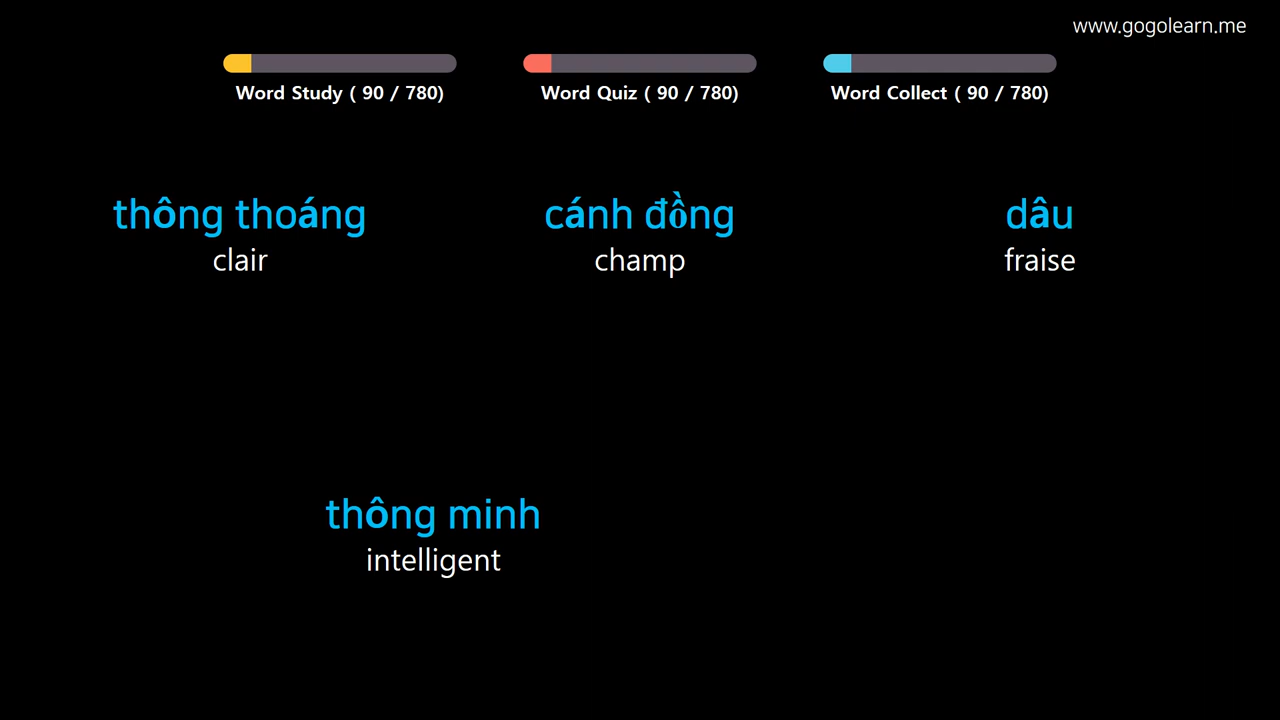 www.gogolearn.me
Word Study ( 90 / 780)
Word Quiz ( 90 / 780)
Word Collect ( 90 / 780)
thông thoáng
clair
cánh đồng
champ
dâu
fraise
thông minh
intelligent